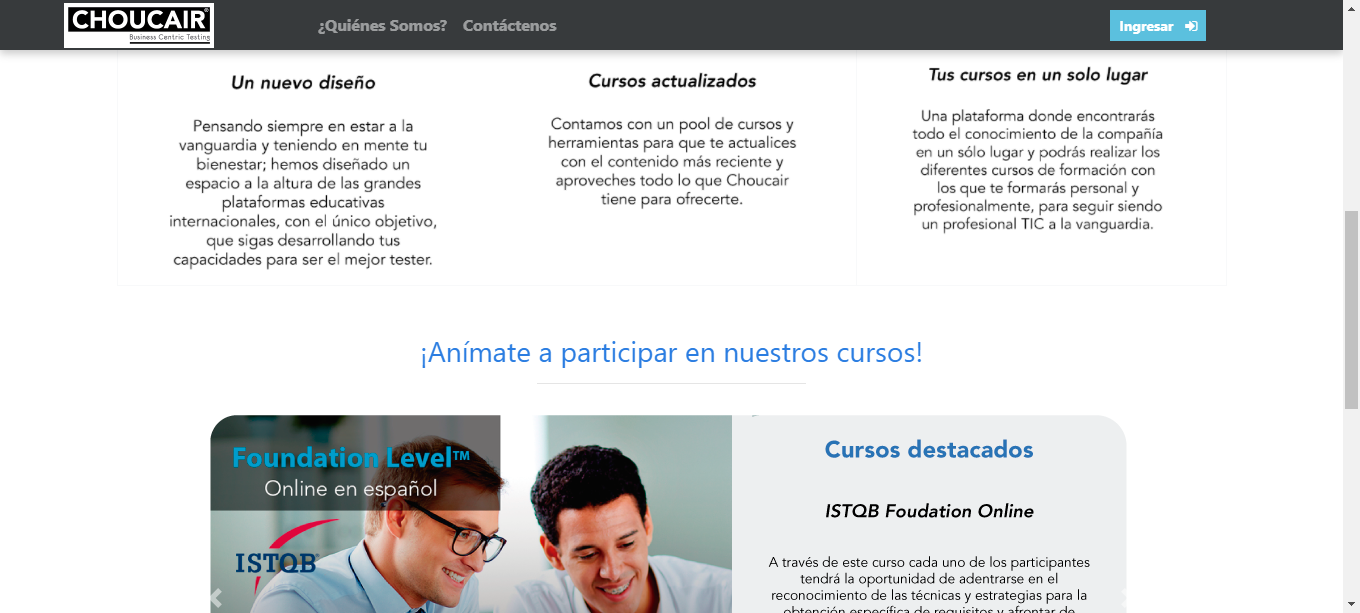 CHOUCAIR®
Business Centric Testing
¿Quiénes Somos? Contáctenos
Ingresar
Un nuevo diseño
Pensando siempre en estar a la
vanguardia y teniendo en mente tu
bienestar; hemos diseñado un
espacio a la altura de las grandes
plataformas educativas
internacionales, con el único objetivo,
que sigas desarrollando tus
capacidades para ser el mejor tester.
Cursos actualizados
Contamos con un pool de cursos y
herramientas para que te actualices
con el contenido más reciente y
aproveches todo lo que Choucair
tiene para ofrecerte.
Tus cursos en un solo lugar
Una plataforma donde encontrarás
todo el conocimiento de la compañía
en un sólo lugar y podrás realizar los
diferentes cursos de formación con
los que te formarás personal y
profesionalmente, para seguir siendo
un profesional TIC a la vanguardia.
¡Anímate a participar en nuestros cursos!
Foundation Level™
Online en español
ISTQB®
Cursos destacados
ISTQB Foudation Online
A través de este curso cada uno de los participantes
tendrá la oportunidad de adentrarse en el
reconocimiento de las técnicas y estrategias para la
obtención específica de requisitos y afrontar de